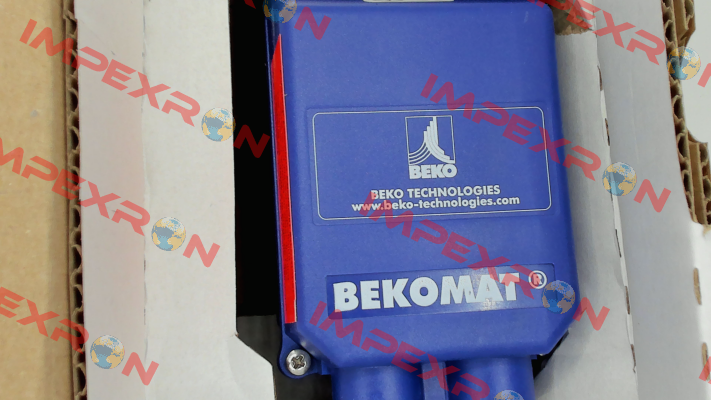 BEKO
BEKO TECHNOLOGIES
www.beko-technologies.com
BEKOMAT®
IMPEXRON
IMPEXRON
IMPEXRON
IMPEXRON
IMPEXRON
IMPEXRON